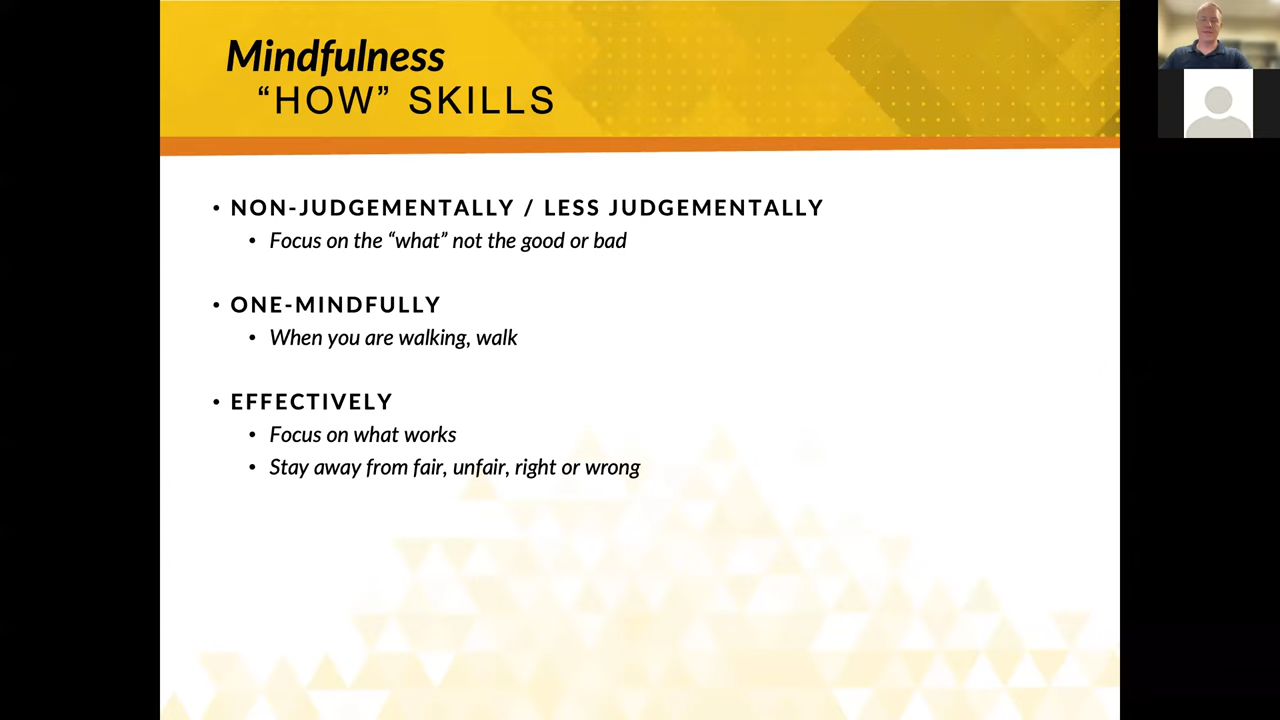 Mindfulness
“HOW” SKILLS
• NON-JUDGEMENTALLY / LESS JUDGEMENTALLY
• Focus on the “what” not the good or bad
• ONE-MINDFULLY
• When you are walking, walk
• EFFECTIVELY
• Focus on what works
• Stay away from fair, unfair, right or wrong